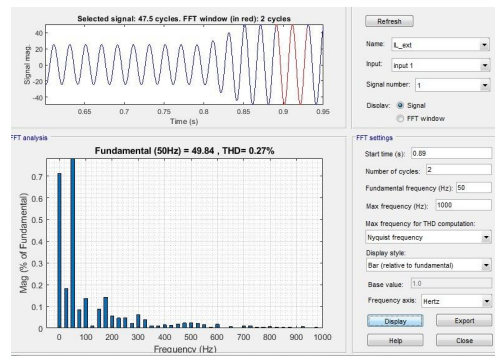 Selected signal: 47.5 cycles. FFT window (in red): 2 cycles
Signal mag.
40
20
0
-20
-40
0.65 0.7 0.75 0.8 0.85 0.9 0.95
Time (s)
Refresh
Name: IL_ext
Input: input 1
Signal number: 1
Display: Signal
FFT window
FFT analysis
Fundamental (50Hz) = 49.84 , THD= 0.27%
Mag (% of Fundamental)
0.7
0.6
0.5
0.4
0.3
0.2
0.1
0
0 100 200 300 400 500 600 700 800 900 1000
Frequency (Hz)
FFT settings
Start time (s): 0.89
Number of cycles: 2
Fundamental frequency (Hz): 50
Max frequency (Hz): 1000
Max frequency for THD computation:
Nyquist frequency
Display style:
Bar (relative to fundamental)
Base value: 1.0
Frequency axis: Hertz
Display Export
Help Close